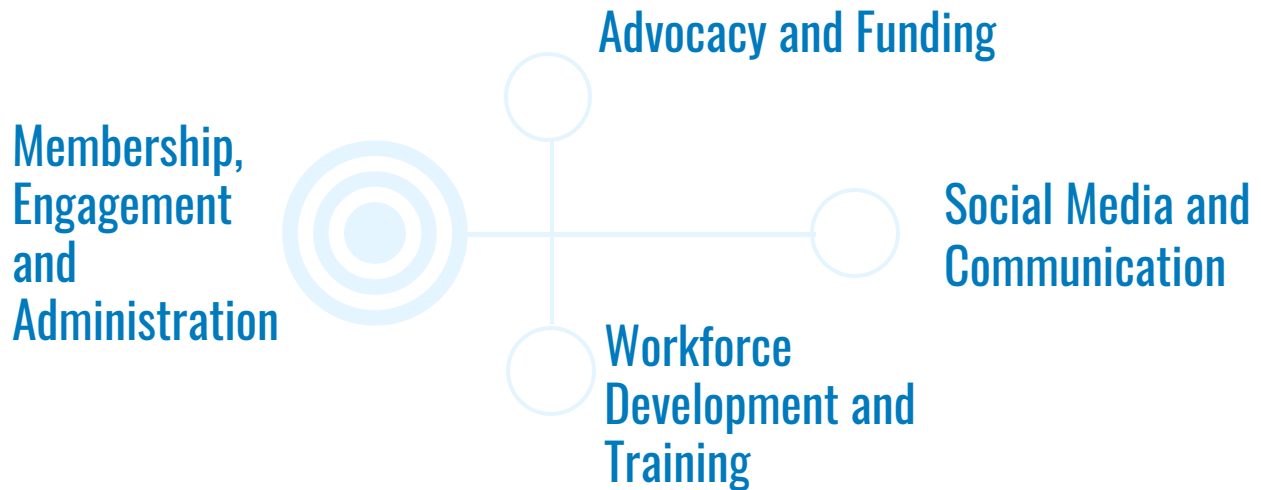 Advocacy and Funding
Membership,
Engagement
and
Administration
Social Media and
Communication
Workforce
Development and
Training